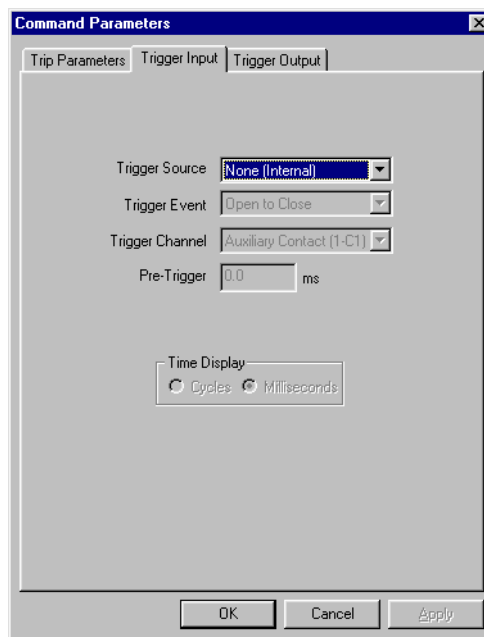 Command Parameters
Trip Parameters Trigger Input Trigger Output
Trigger Source None (Internal)
Trigger Event Open to Close
Trigger Channel Auxiliary Contact (1-C1)
Pre-Trigger 0.0 ms
Time Display
Cycles Milliseconds
OK Cancel Apply